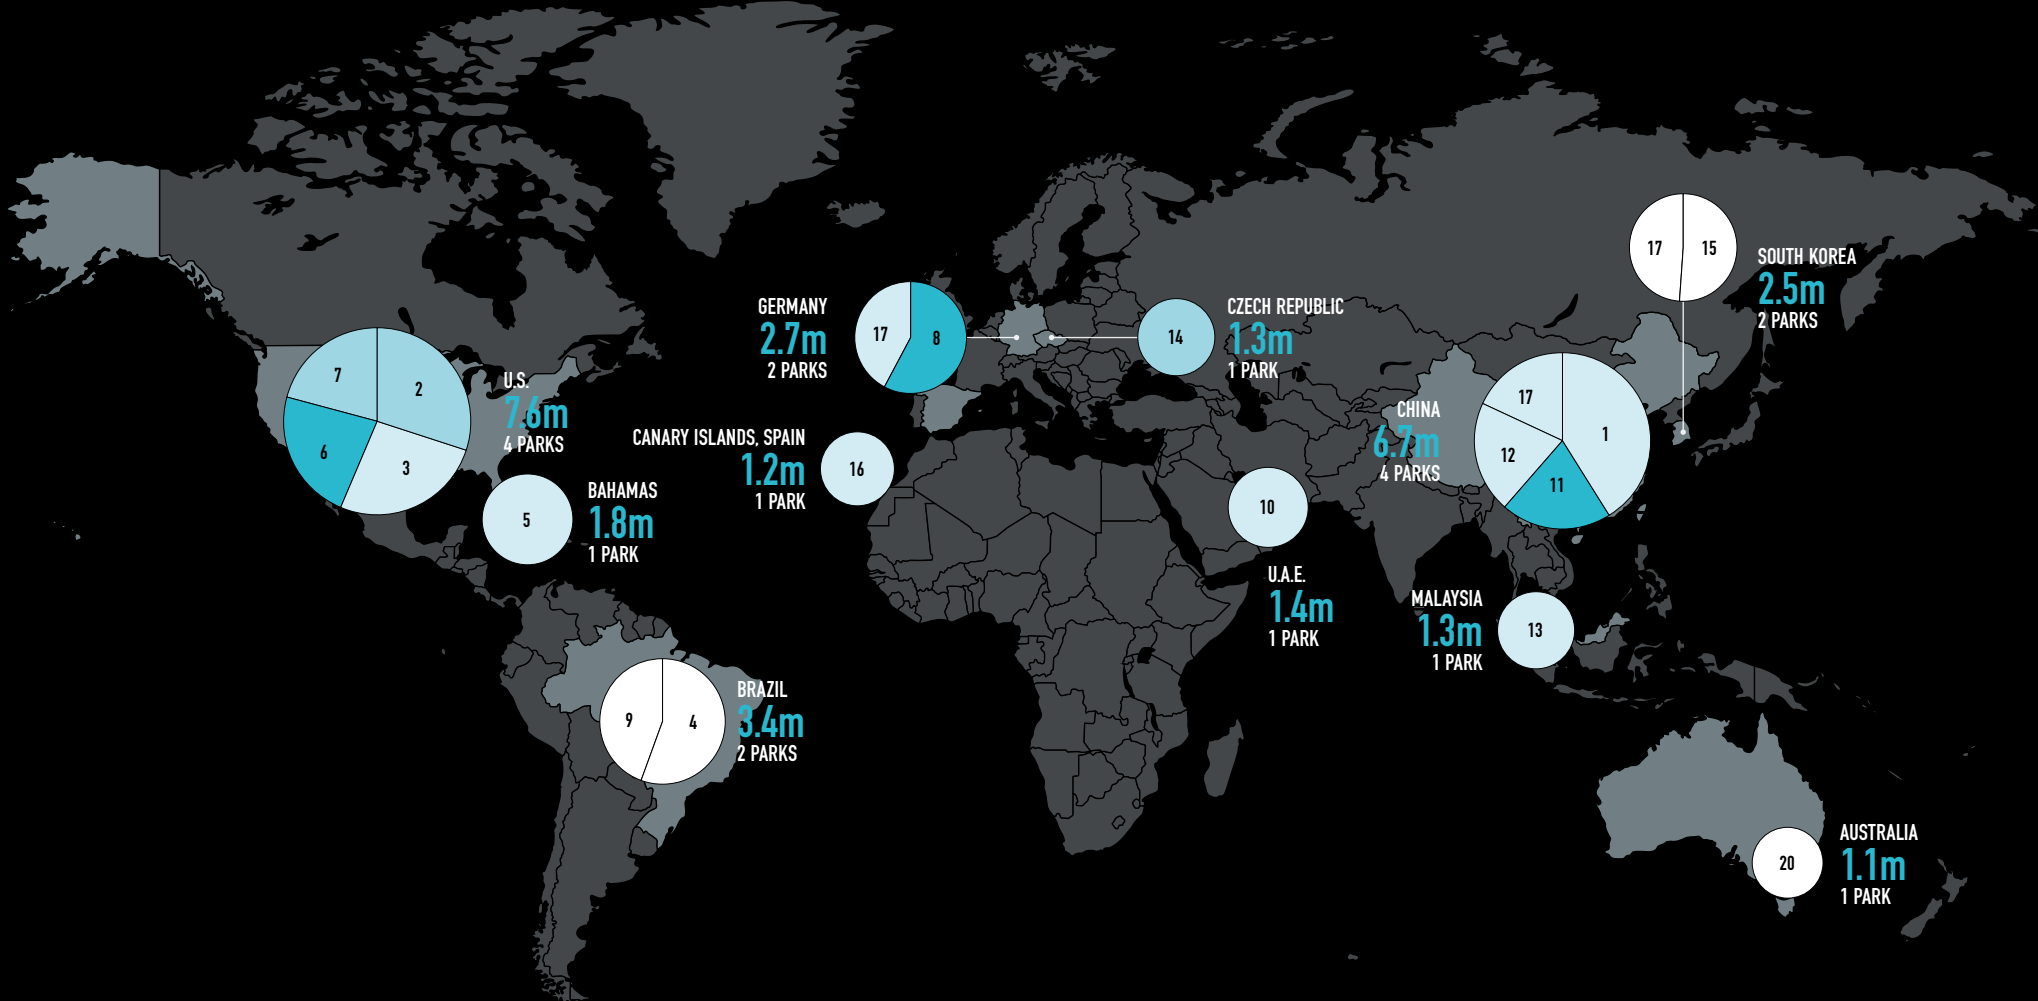 17
15
SOUTH KOREA
2.5m
2 PARKS
GERMANY
2.7m
2 PARKS
17
8
14
CZECH REPUBLIC
1.3m
1 PARK
7
2
6
3
U.S.
7.6m
4 PARKS
CHINA
6.7m
4 PARKS
17
1
12
11
CANARY ISLANDS, SPAIN
1.2m
1 PARK
16
5
BAHAMAS
1.8m
1 PARK
10
U.A.E.
1.4m
1 PARK
MALAYSIA
1.3m
1 PARK
13
9
4
BRAZIL
3.4m
2 PARKS
20
AUSTRALIA
1.1m
1 PARK